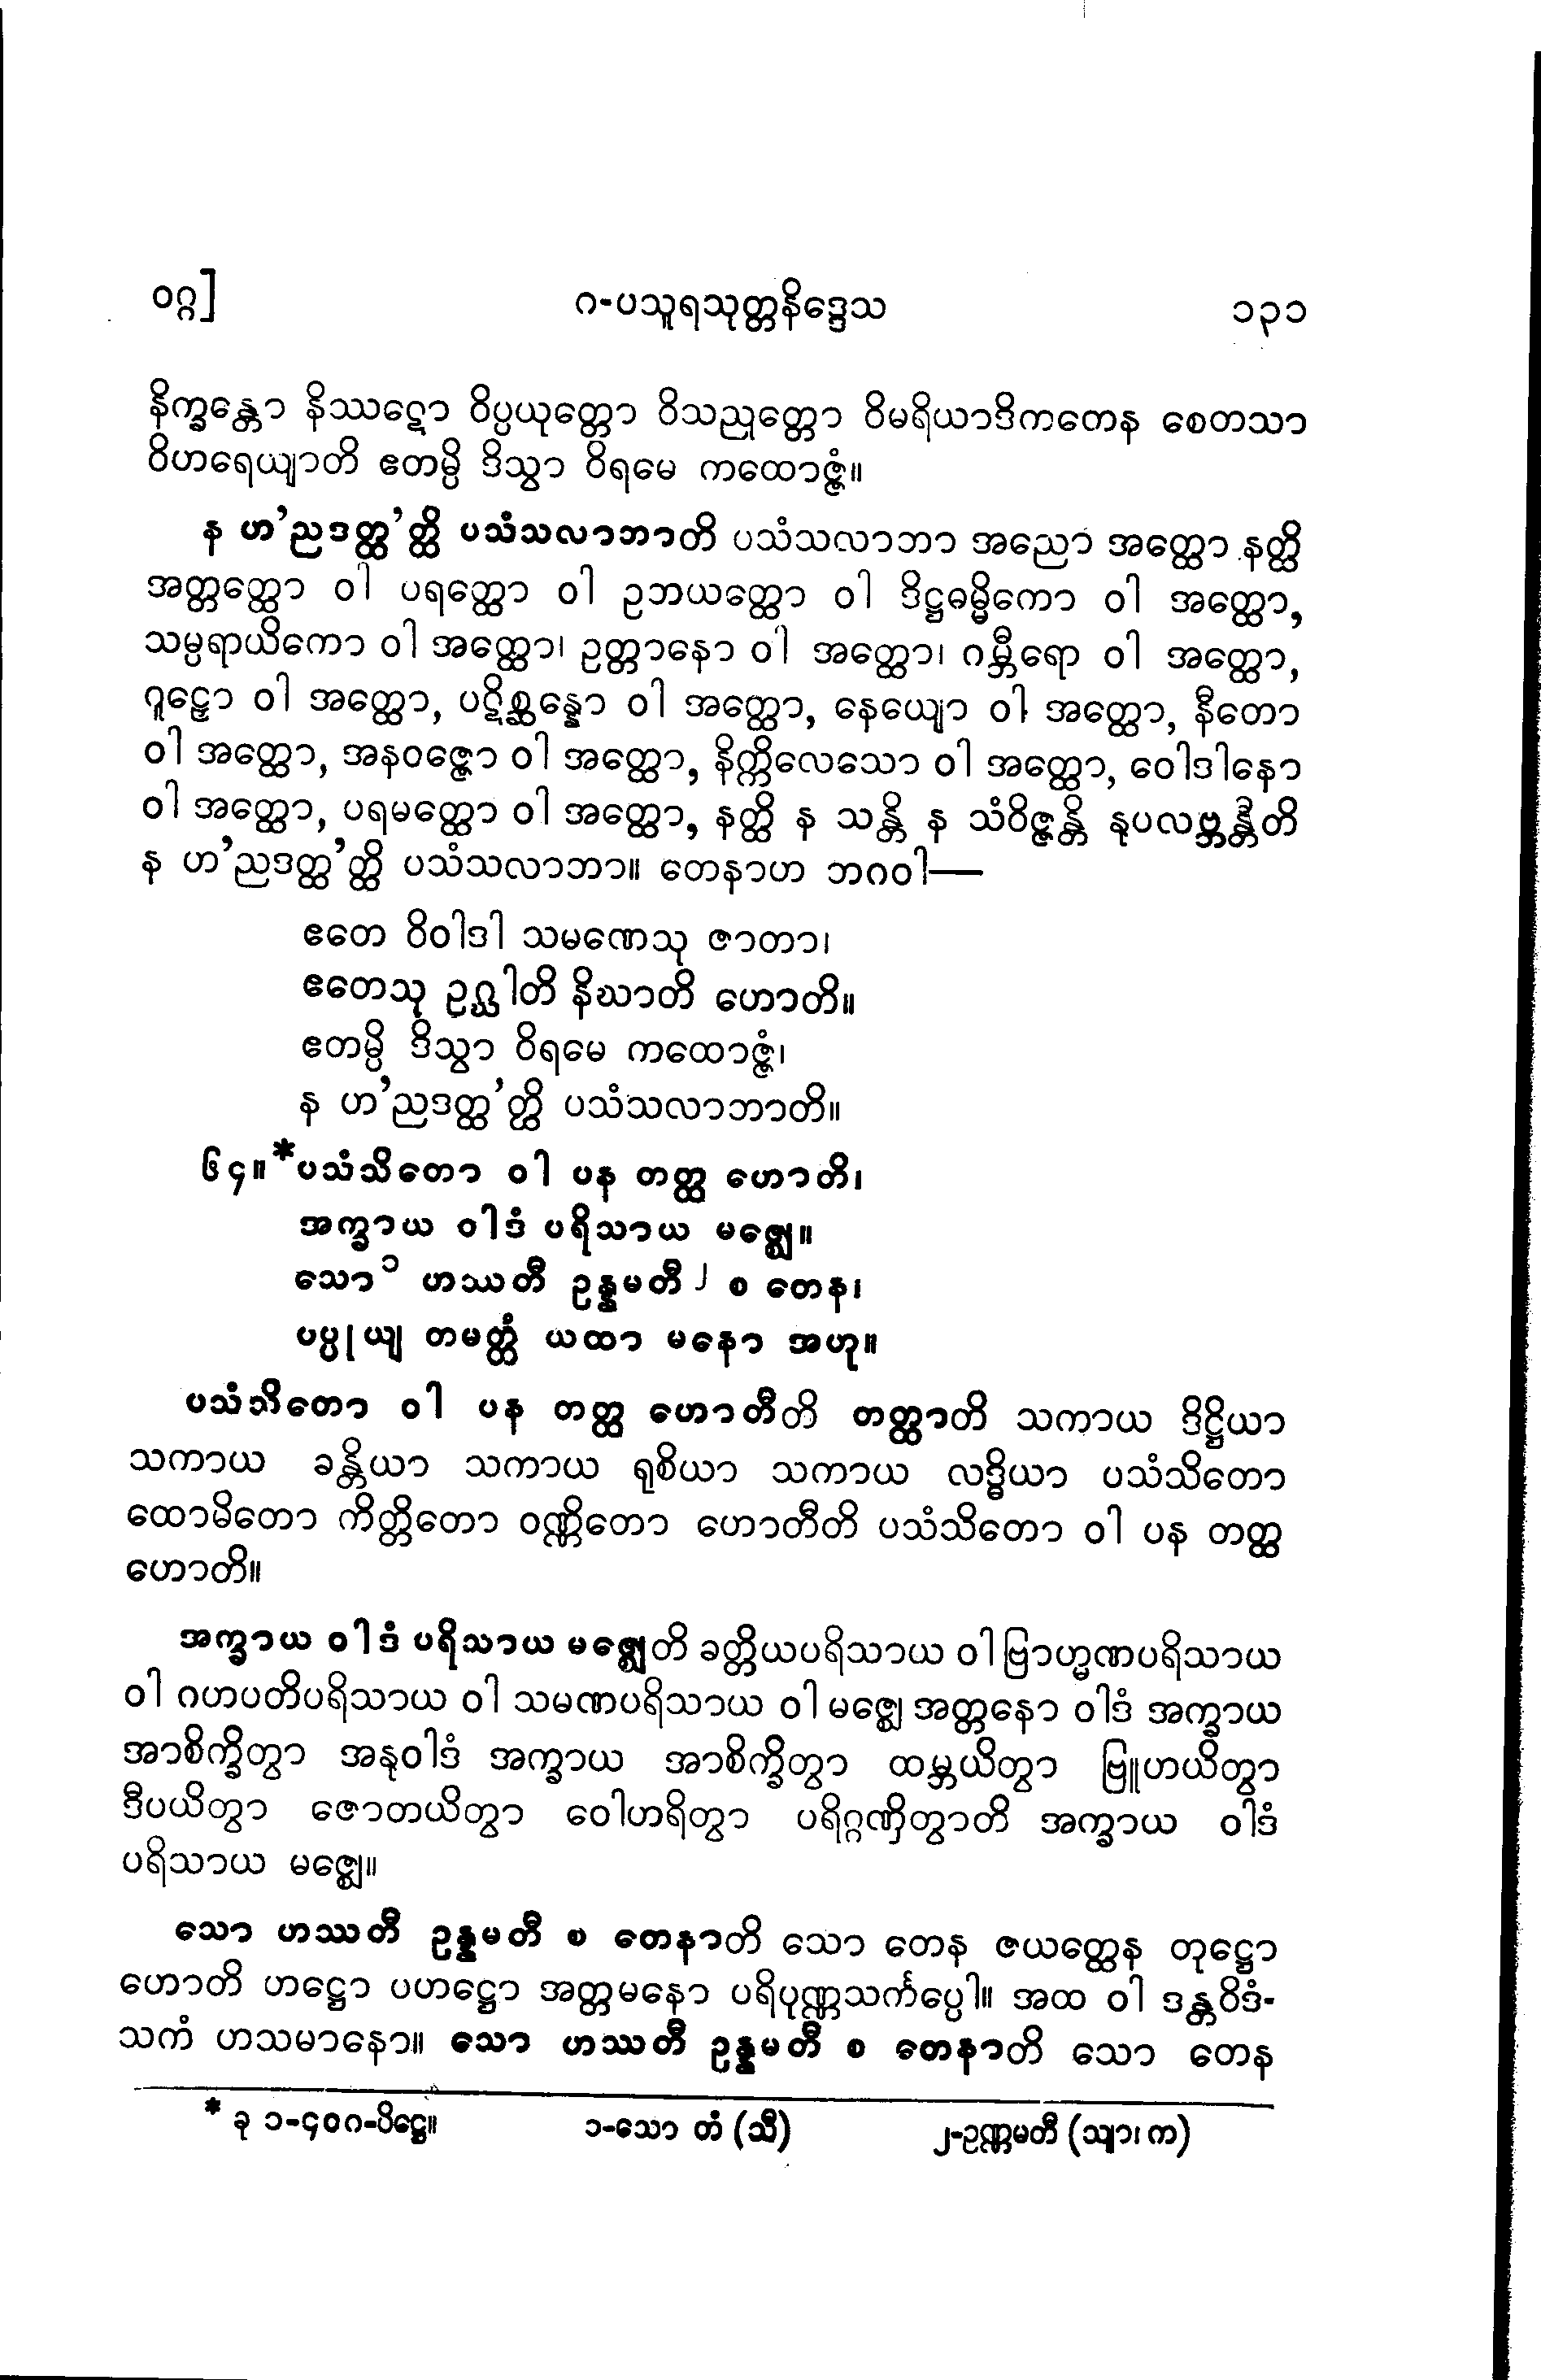 ဝဂ္ဂ]
ဂ-ပသူရသုတ္တနိဒ္ဒေသ
၁၃၁
နိက္ခန္တော နိဿဋော ဝိပ္ပယုတ္တော ဝိသညုတ္တော ဝိမရိယာဒိကတေန စေတသာ
ဝိဟရေယျာတိ ဧတမ္ပိ ဒိသွာ ဝိရမေ ကထောဇ္ဇံ။
န ဟ’ညဒတ္ထ’တ္ထိ ပသံသလာဘာတိ ပသံသလာဘာ အညော အတ္ထော နတ္ထိ
အတ္တတ္ထော ဝါ ပရတ္ထော ဝါ ဥဘယတ္ထော ဝါ ဒိဋ္ဌဓမ္မိကော ဝါ အတ္ထော,
သမ္ပရာယိကော ဝါ အတ္ထော၊ ဥတ္တာနော ဝါ အတ္ထော၊ ဂမ္ဘီရော ဝါ အတ္ထော,
ဂူဠှော ဝါ အတ္ထော, ပဋိစ္ဆန္နော ဝါ အတ္ထော, နေယျော ဝါ အတ္ထော, နီတော
ဝါ အတ္ထော, အနဝဇ္ဇော ဝါ အတ္ထော, နိက္ကိလေသော ဝါ အတ္ထော, ဝေါဒါနော
ဝါ အတ္ထော, ပရမတ္ထော ဝါ အတ္ထော, နတ္ထိ န သန္တိ န သံဝိဇ္ဇန္တိ နုပလဗ္ဘန္တီတိ
န ဟ’ညဒတ္ထ’တ္ထိ ပသံသလာဘာ။ တေနာဟ ဘဂဝါ—
ဧတေ ဝိဝါဒါ သမဏေသု ဇာတာ၊
ဧတေသု ဥဂ္ဃါတိ နိဃာတိ ဟောတိ။
ဧတမ္ပိ ဒိသွာ ဝိရမေ ကထောဇ္ဇံ၊
န ဟ’ညဒတ္ထ’တ္ထိ ပသံသလာဘာတိ။
၆၄။*ပသံသိတော ဝါ ပန တတ္ထ ဟောတိ၊
အက္ခာယ ဝါဒံ ပရိသာယ မဇ္ဈေ။
သော၁ ဟဿတီ ဥန္နမတီ၂ စ တေန၊
ပပ္ပုယျ တမတ္ထံ ယထာ မနော အဟု။
ပသံသိတော ဝါ ပန တတ္ထ ဟောတီတိ တတ္ထာတိ သကာယ ဒိဋ္ဌိယာ
သကာယ ခန္တိယာ သကာယ ရုစိယာ သကာယ လဒ္ဓိယာ ပသံသိတော
ထောမိတော ကိတ္တိတော ဝဏ္ဏိတော ဟောတီတိ ပသံသိတော ဝါ ပန တတ္ထ
ဟောတိ။
အက္ခာယ ဝါဒံ ပရိသာယ မဇ္ဈေတိ ခတ္တိယပရိသာယ ဝါ ဗြာဟ္မဏပရိသာယ
ဝါ ဂဟပတိပရိသာယ ဝါ သမဏပရိသာယ ဝါ မဇ္ဈေ အတ္တနော ဝါဒံ အက္ခာယ
အာစိက္ခိတွာ အနုဝါဒံ အက္ခာယ အာစိက္ခိတွာ ထမ္ဘယိတွာ ဗြူဟယိတွာ
ဒီပယိတွာ ဇောတယိတွာ ဝေါဟရိတွာ ပရိဂ္ဂဏှိတွာတိ အက္ခာယ ဝါဒံ
ပရိသာယ မဇ္ဈေ။
သော ဟဿတီ ဥန္နမတီ စ တေနာတိ သော တေန ဇယတ္ထေန တုဋ္ဌော
ဟောတိ ဟဋ္ဌော ပဟဋ္ဌော အတ္တမနော ပရိပုဏ္ဏသင်္ကပ္ပေါ။ အထ ဝါ ဒန္တဝိဒံ-
သကံ ဟသမာနော။ သော ဟဿတီ ဥန္နမတီ စ တေနာတိ သော တေန
* ခု ၁-၄၀၈-ပိဋ္ဌေ။
၁-သော တံ (သီ)
၂-ဥဏ္ဏမတီ (သျာ၊ က)